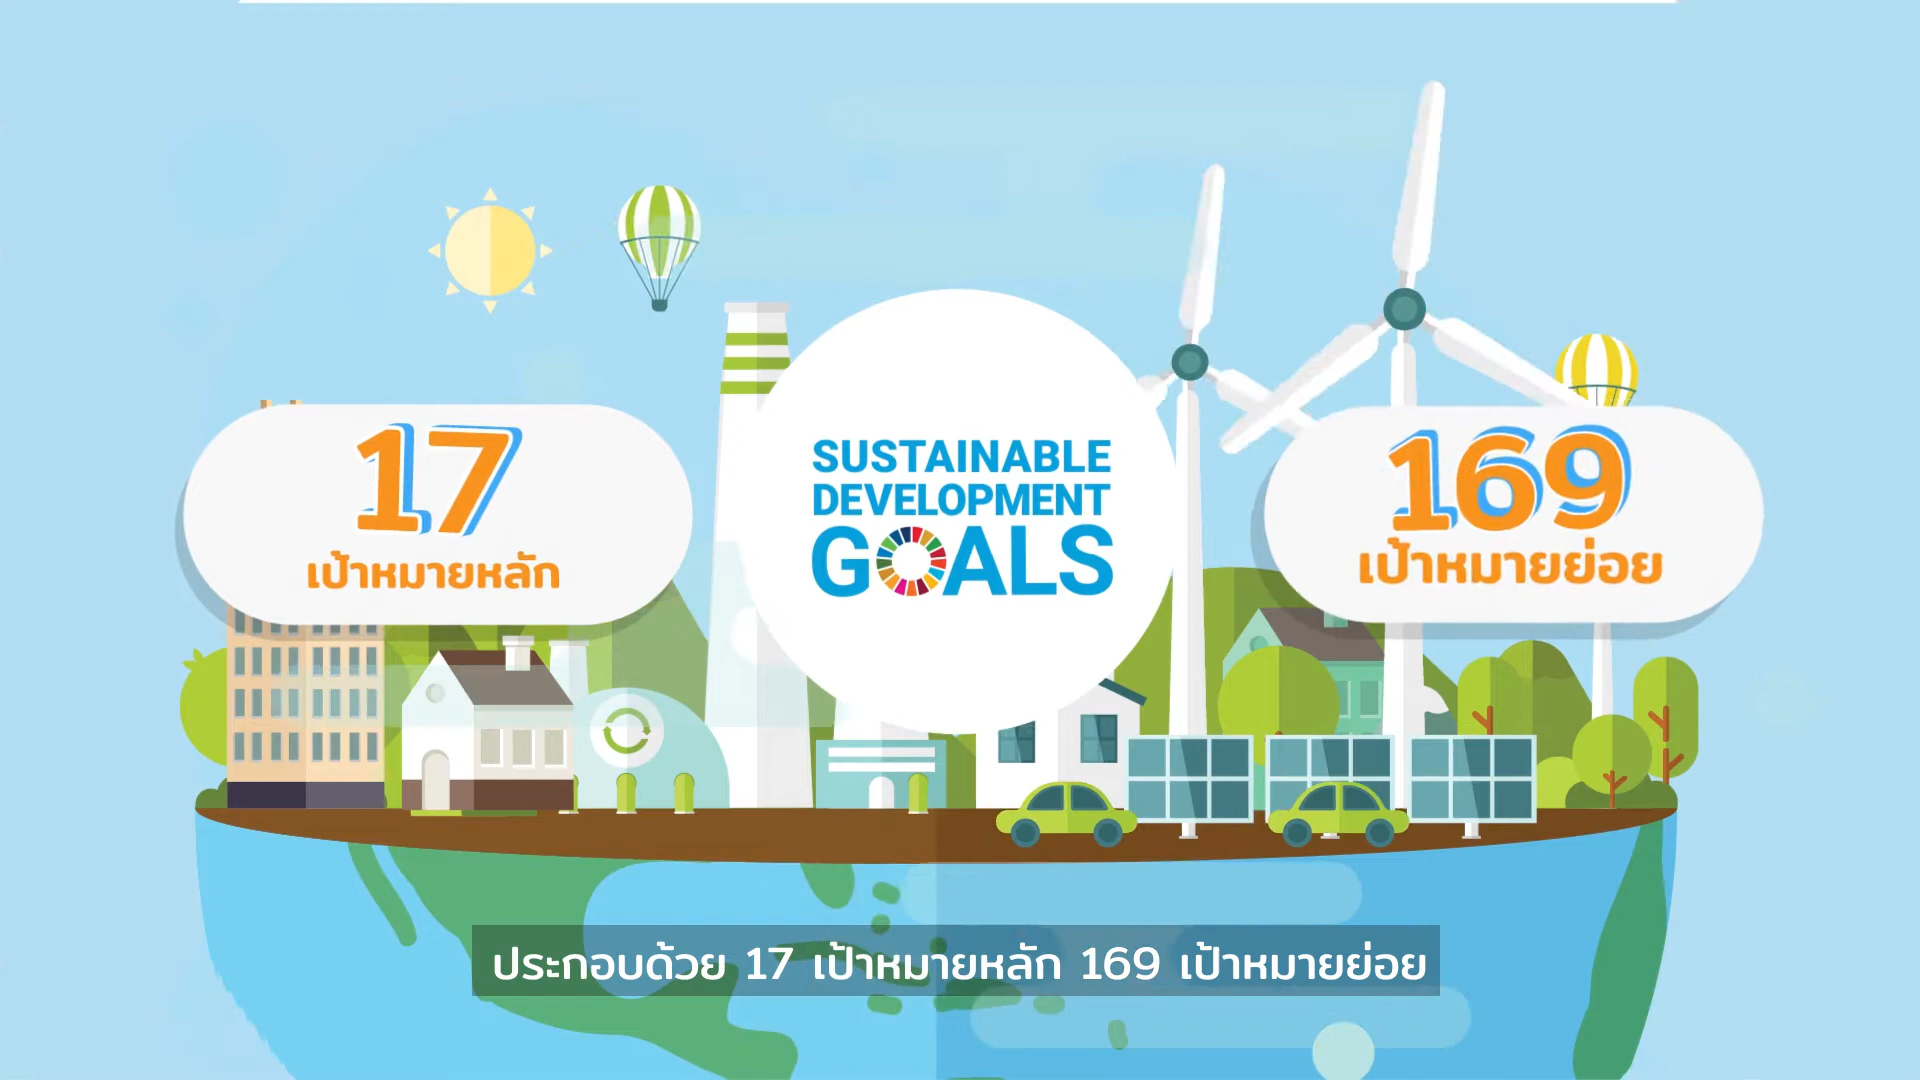 17
เป้าหมายหลัก
SUSTAINABLE
DEVELOPMENT
GOALS
169
เป้าหมายย่อย
ประกอบด้วย 17 เป้าหมายหลัก 169 เป้าหมายย่อย